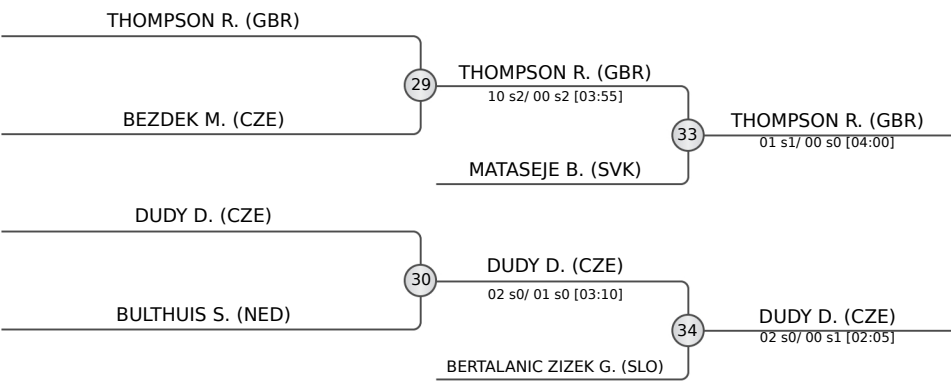 THOMPSON R. (GBR)
29
BEZDEK M. (CZE)
THOMPSON R. (GBR)
10 s2/ 00 s2 [03:55]
33
MATASEJE B. (SVK)
THOMPSON R. (GBR)
01 s1/ 00 s0 [04:00]
DUDY D. (CZE)
30
BULTHUIS S. (NED)
DUDY D. (CZE)
02 s0/ 01 s0 [03:10]
34
BERTALANIC ZIZEK G. (SLO)
DUDY D. (CZE)
02 s0/ 00 s1 [02:05]